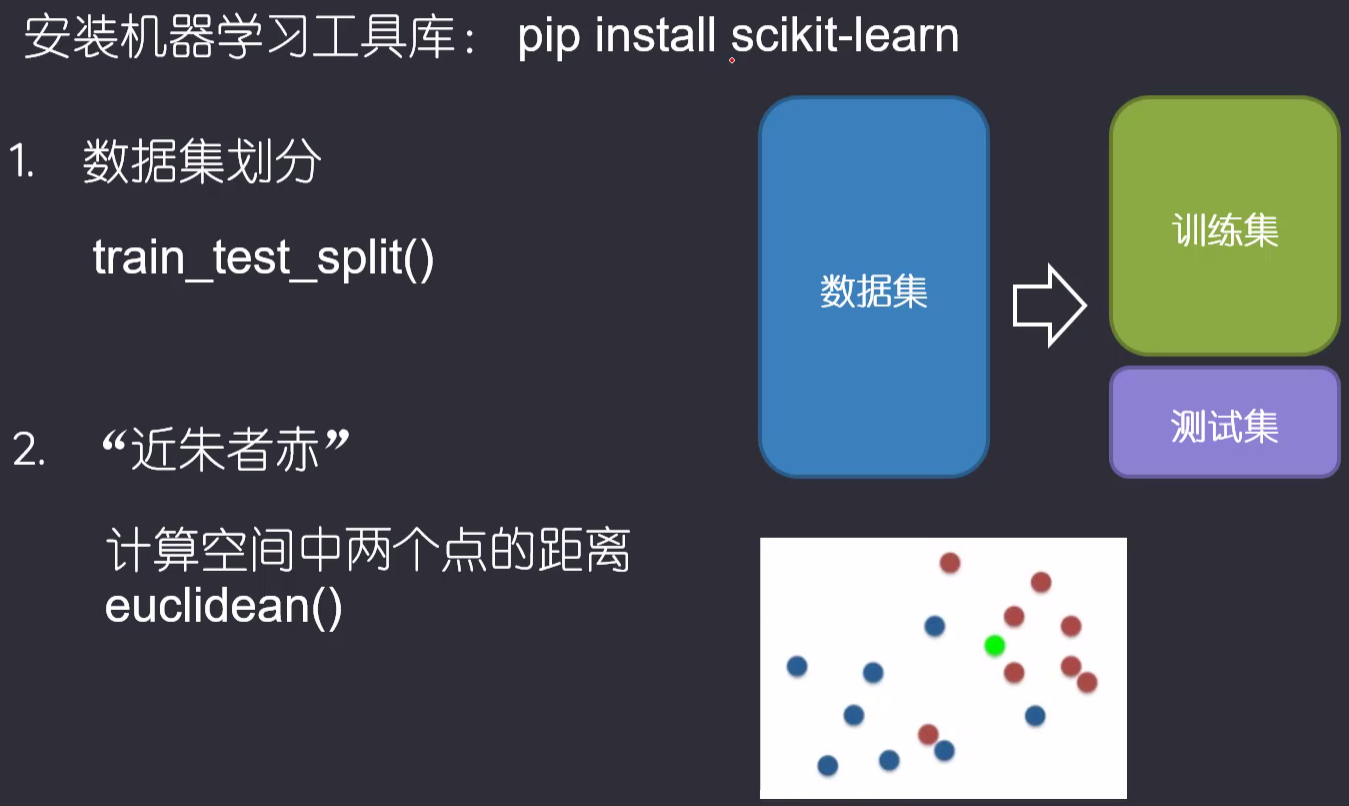 安装机器学习工具库： pip install scikit-learn
1. 数据集划分
train_test_split()
数据集
训练集
测试集
2. “近朱者赤”
计算空间中两个点的距离
euclidean()